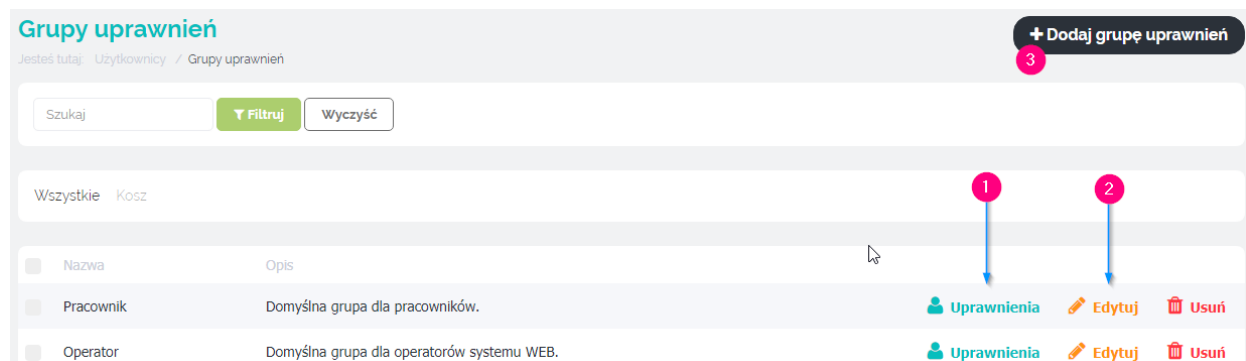 Grupy uprawnień
+ Dodaj grupę uprawnień
Jesteś tutaj: Użytkownicy / Grupy uprawnień
3
Szukaj Filtruj Wyczyść
Wszystkie Kosz
1 2
Nazwa Opis
Pracownik Domyślna grupa dla pracowników. Uprawnienia Edytuj Usuń
Operator Domyślna grupa dla operatorów systemu WEB. Uprawnienia Edytuj Usuń